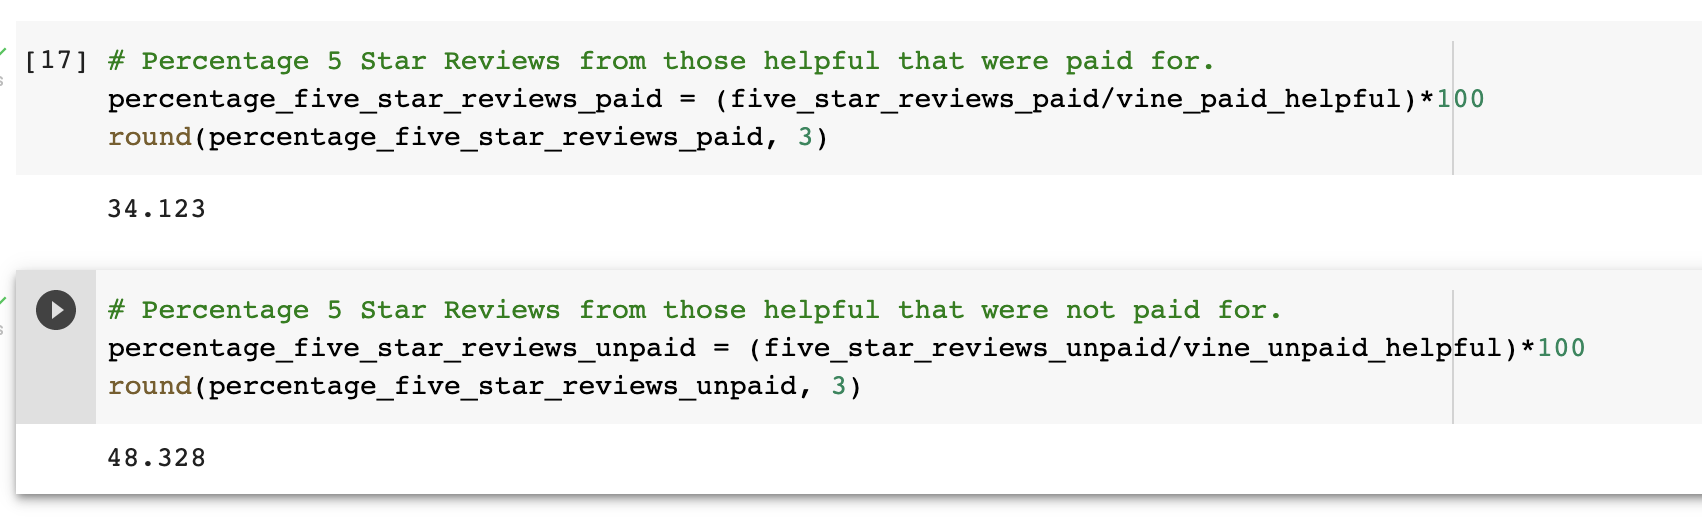 [17] # Percentage 5 Star Reviews from those helpful that were paid for.
percentage_five_star_reviews_paid = (five_star_reviews_paid/vine_paid_helpful)*100
round(percentage_five_star_reviews_paid, 3)
34.123
# Percentage 5 Star Reviews from those helpful that were not paid for.
percentage_five_star_reviews_unpaid = (five_star_reviews_unpaid/vine_unpaid_helpful)*100
round(percentage_five_star_reviews_unpaid, 3)
48.328